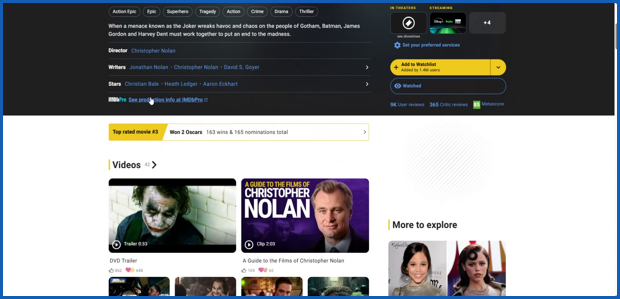 Action Epic
Epic
Superhero
Tragedy
Action
Crime
Drama
Thriller
When a menace known as the Joker wreaks havoc and chaos on the people of Gotham, Batman, James
Gordon and Harvey Dent must work together to put an end to the madness.
Director Christopher Nolan
Writers Jonathan Nolan · Christopher Nolan · David S. Goyer
Stars Christian Bale · Heath Ledger · Aaron Eckhart
IMDbPro See production info at IMDbPro
IN THEATERS
STREAMING
+4
Set your preferred services
+ Add to Watchlist
Added by 1.4M users
Watched
9K User reviews
365 Critic reviews
85 Metascore
Top rated movie #3
Won 2 Oscars 163 wins & 165 nominations total
Videos 42
Trailer 0:33
A GUIDE TO THE FILMS OF
CHRISTOPHER
NOLAN
Clip 2:03
DVD Trailer
A Guide to the Films of Christopher Nolan
More to explore